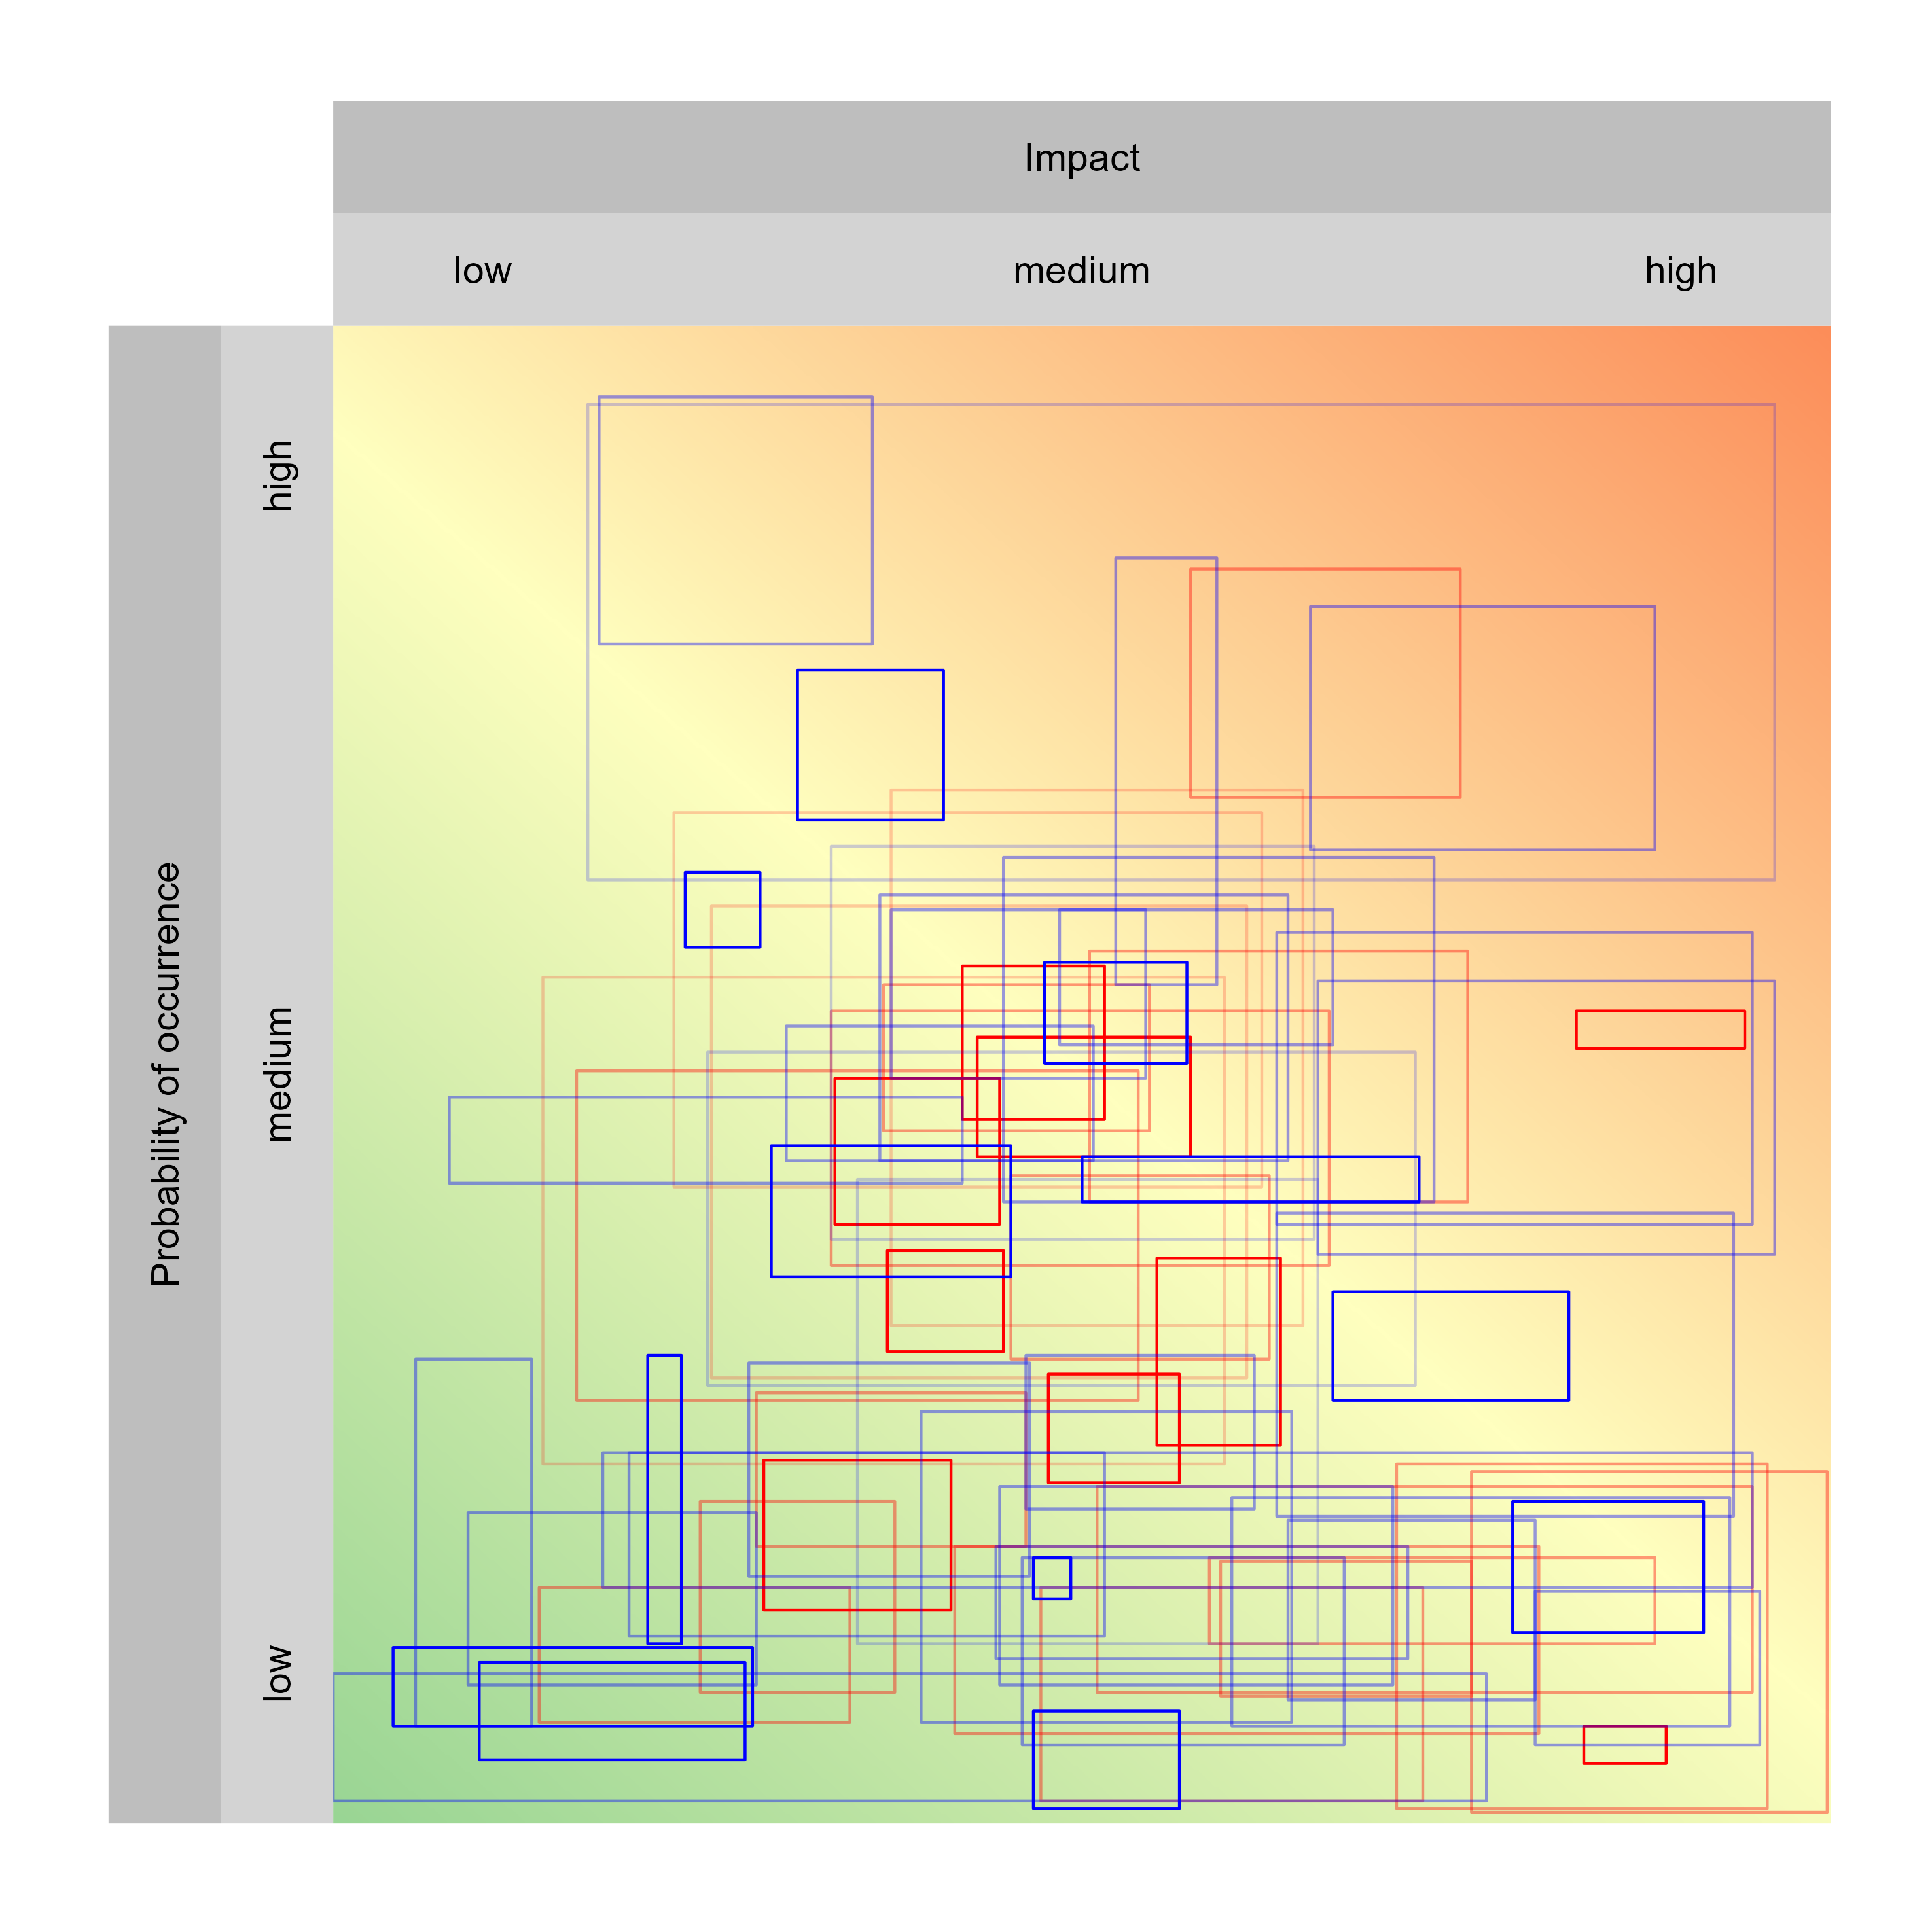 Impact
low
medium
high
Probability of occurrence
high
medium
low